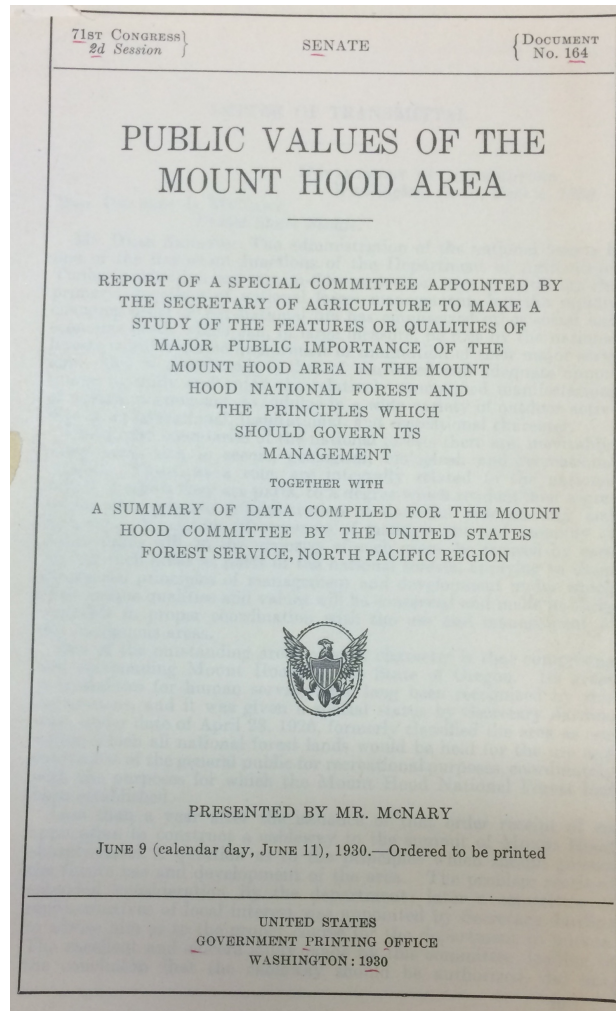 71ST CONGRESS
2d Session
SENATE
DOCUMENT
No. 164
PUBLIC VALUES OF THE
MOUNT HOOD AREA
REPORT OF A SPECIAL COMMITTEE APPOINTED BY
THE SECRETARY OF AGRICULTURE TO MAKE A
STUDY OF THE FEATURES OR QUALITIES OF
MAJOR PUBLIC IMPORTANCE OF THE
MOUNT HOOD AREA IN THE MOUNT
HOOD NATIONAL FOREST AND
THE PRINCIPLES WHICH
SHOULD GOVERN ITS
MANAGEMENT
TOGETHER WITH
A SUMMARY OF DATA COMPILED FOR THE MOUNT
HOOD COMMITTEE BY THE UNITED STATES
FOREST SERVICE, NORTH PACIFIC REGION
PRESENTED BY MR. MCNARY
JUNE 9 (calendar day, JUNE 11), 1930.—Ordered to be printed
UNITED STATES
GOVERNMENT PRINTING OFFICE
WASHINGTON : 1930